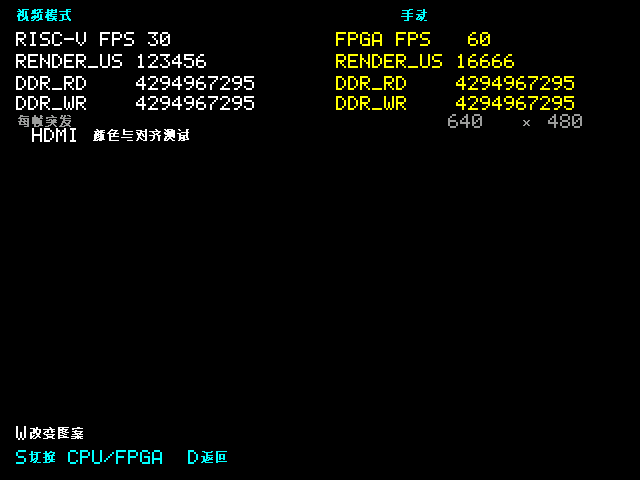 视频模式 手动
RISC-V FPS 30 FPGA FPS 60
RENDER_US 123456 RENDER_US 16666
DDR_RD 4294967295 DDR_RD 4294967295
DDR_WR 4294967295 DDR_WR 4294967295
每帧突发 640 × 480
HDMI 颜色与对齐测试
W改变图案
S切换 CPU/FPGA D返回